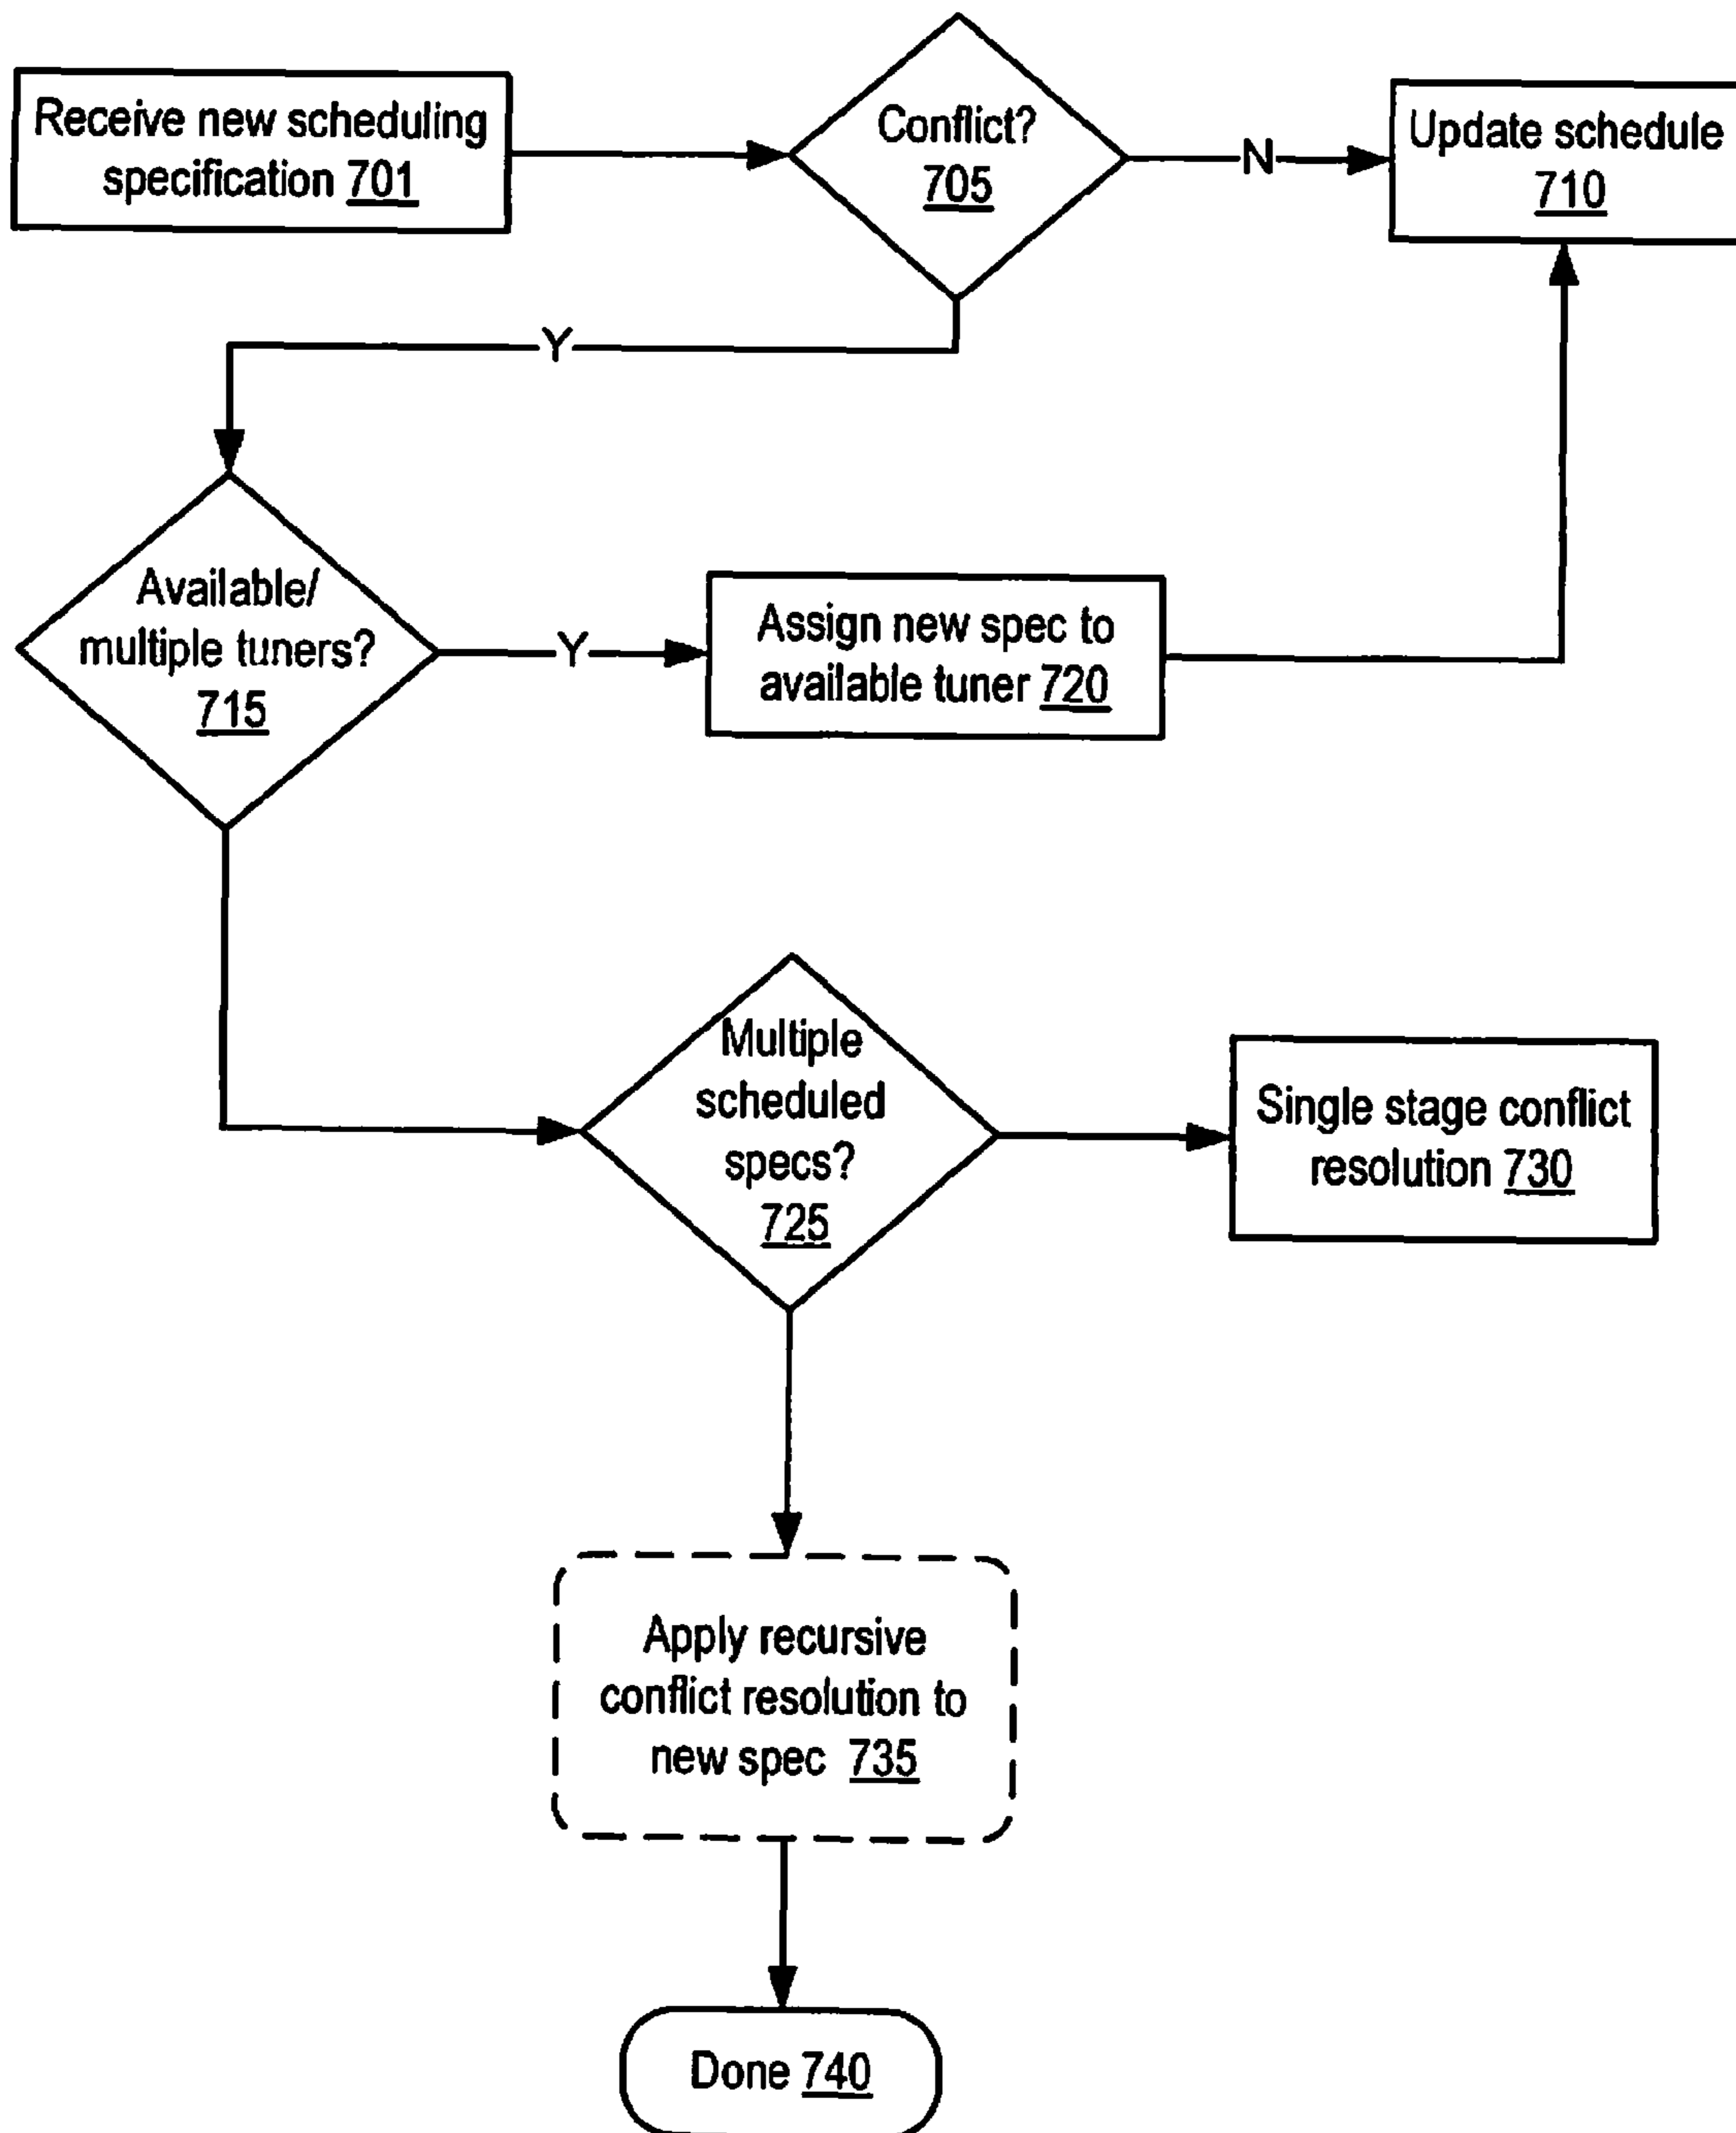 Receive new scheduling
specification 701
Conflict?
705
N
Update schedule
710
Y
Available/
multiple tuners?
715
Y
Assign new spec to
available tuner 720
Multiple
scheduled
specs?
725
Single stage conflict
resolution 730
Apply recursive
conflict resolution to
new spec 735
Done 740